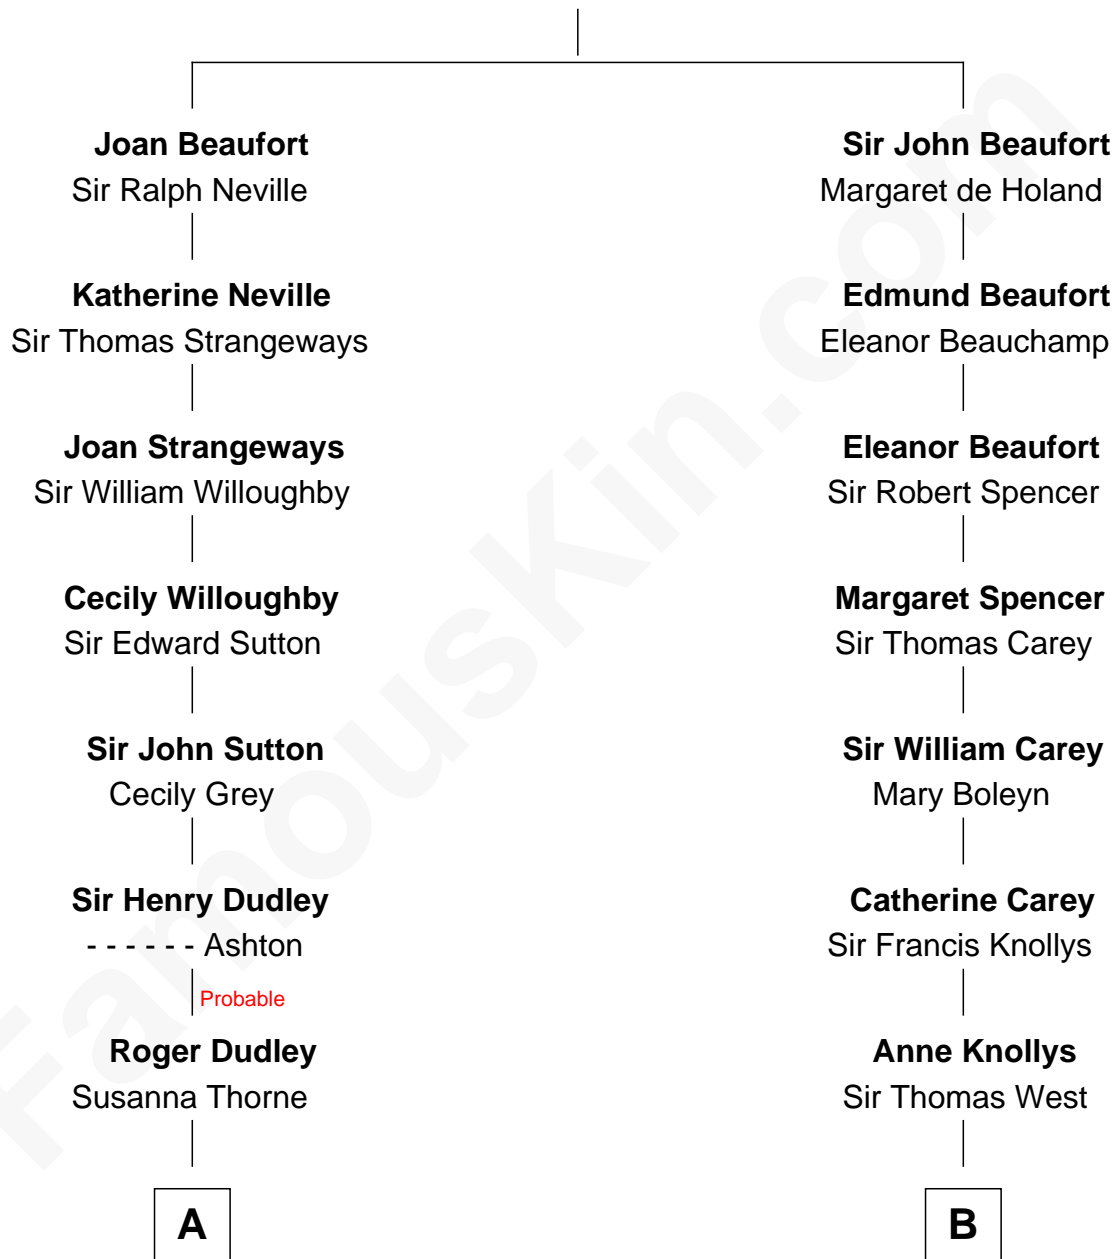 Joan Beaufort
Sir Ralph Neville
Sir John Beaufort
Margaret de Holand
Katherine Neville
Sir Thomas Strangeways
Edmund Beaufort
Eleanor Beauchamp
Joan Strangeways
Sir William Willoughby
Eleanor Beaufort
Sir Robert Spencer
Cecily Willoughby
Sir Edward Sutton
Margaret Spencer
Sir Thomas Carey
Sir John Sutton
Cecily Grey
Sir William Carey
Mary Boleyn
Sir Henry Dudley
- - - - - - Ashton
Catherine Carey
Sir Francis Knollys
Probable
Roger Dudley
Susanna Thorne
Anne Knollys
Sir Thomas West
A
B
FamousKin.com